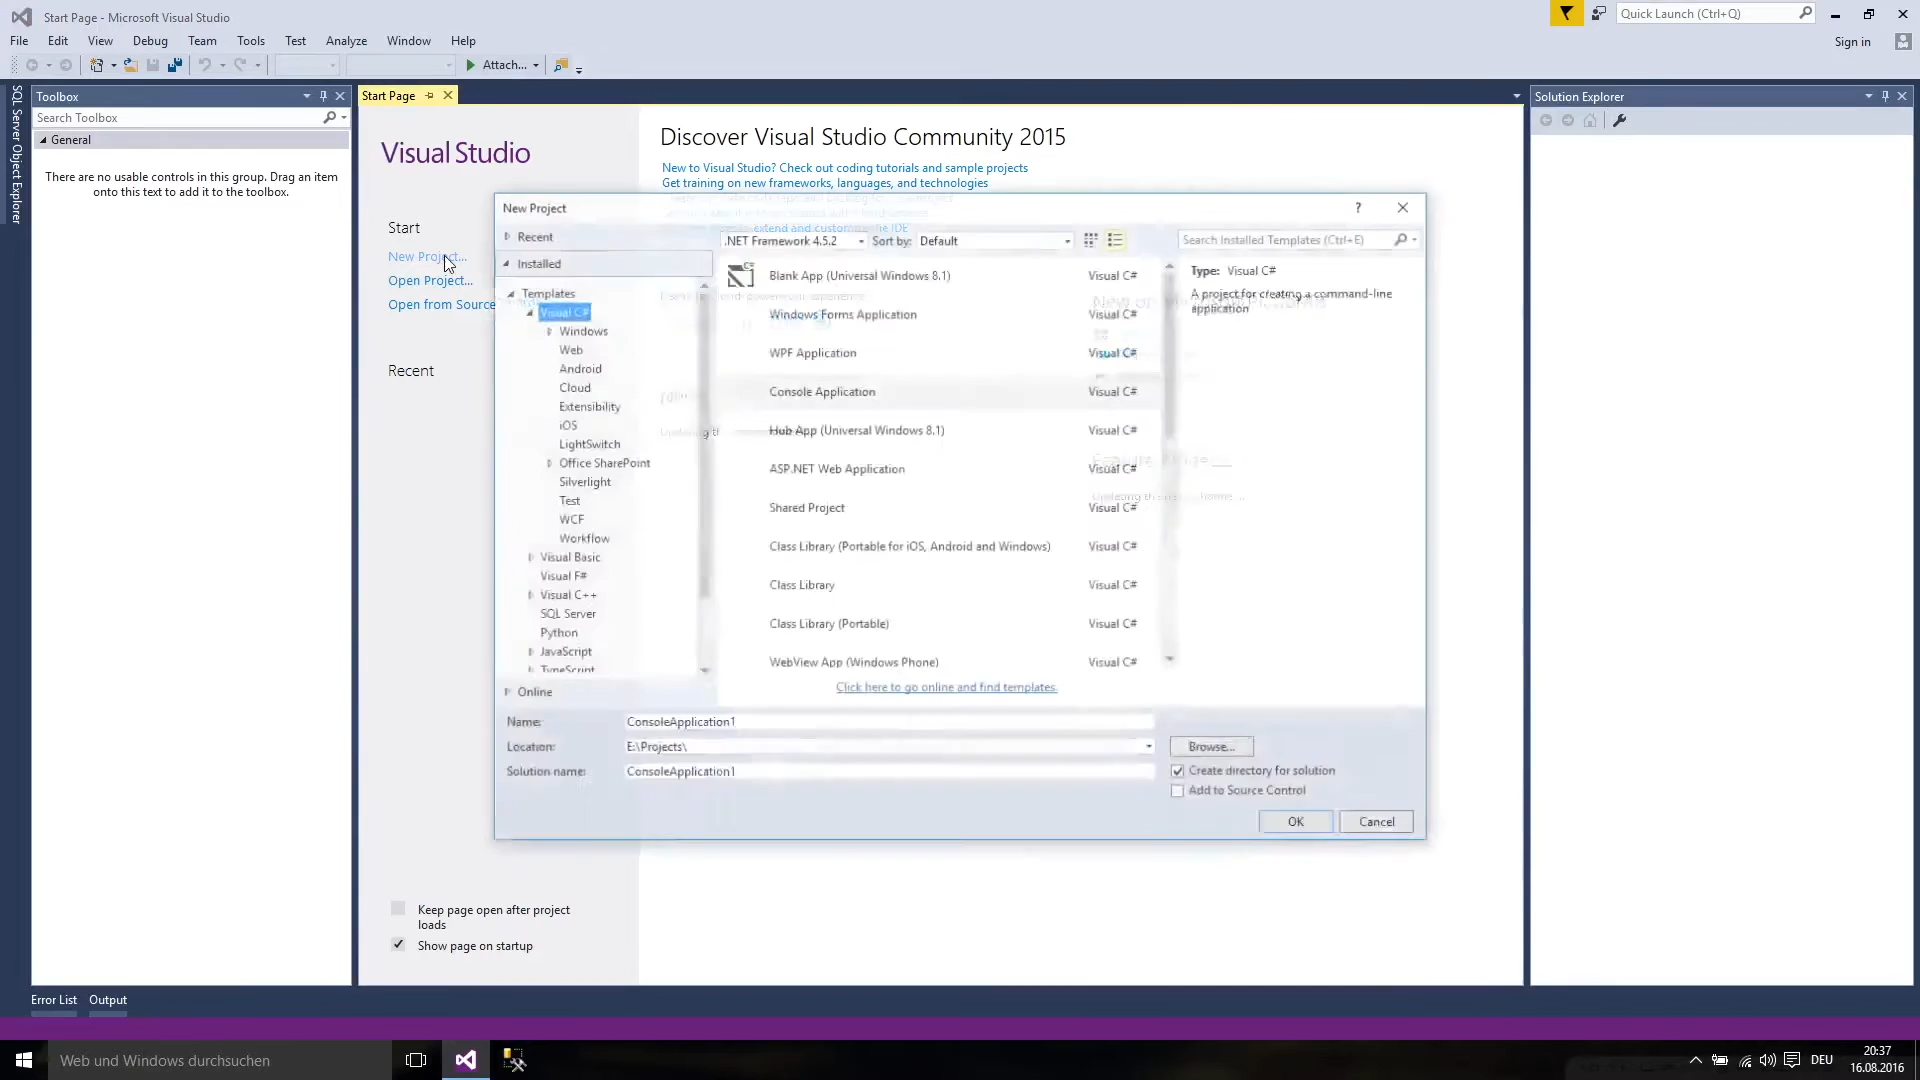 Start Page - Microsoft Visual Studio
Quick Launch (Ctrl+Q)
File Edit View Debug Team Tools Test Analyze Window Help
Sign in
Attach...
SQL Server Object Explorer
Toolbox
Search Toolbox
General
There are no usable controls in this group. Drag an item
onto this text to add it to the toolbox.
Start Page
Visual Studio
Start
New Project...
Open Project...
Open from Source
Recent
Keep page open after project
loads
Show page on startup
Discover Visual Studio Community 2015
New to Visual Studio? Check out coding tutorials and sample projects
Get training on new frameworks, languages, and technologies
extend and customize the IDE
New Project
?
Recent
Installed
Templates
Visual C#
Windows
Web
Android
Cloud
Extensibility
iOS
LightSwitch
Office SharePoint
Silverlight
Test
WCF
Workflow
Visual Basic
Visual F#
Visual C++
SQL Server
Python
JavaScript
TypeScript
Online
.NET Framework 4.5.2 Sort by: Default
Search Installed Templates (Ctrl+E)
Blank App (Universal Windows 8.1) Visual C#
Windows Forms Application Visual C#
WPF Application Visual C#
Console Application Visual C#
Hub App (Universal Windows 8.1) Visual C#
ASP.NET Web Application Visual C#
Shared Project Visual C#
Class Library (Portable for iOS, Android and Windows) Visual C#
Class Library Visual C#
Class Library (Portable) Visual C#
WebView App (Windows Phone) Visual C#
Click here to go online and find templates.
Type: Visual C#
A project for creating a command-line
application
Name: ConsoleApplication1
Location: E:\Projects\
Browse...
Solution name: ConsoleApplication1
Create directory for solution
Add to Source Control
OK
Cancel
Solution Explorer
Error List Output
Web und Windows durchsuchen
DEU
20:37
16.08.2016